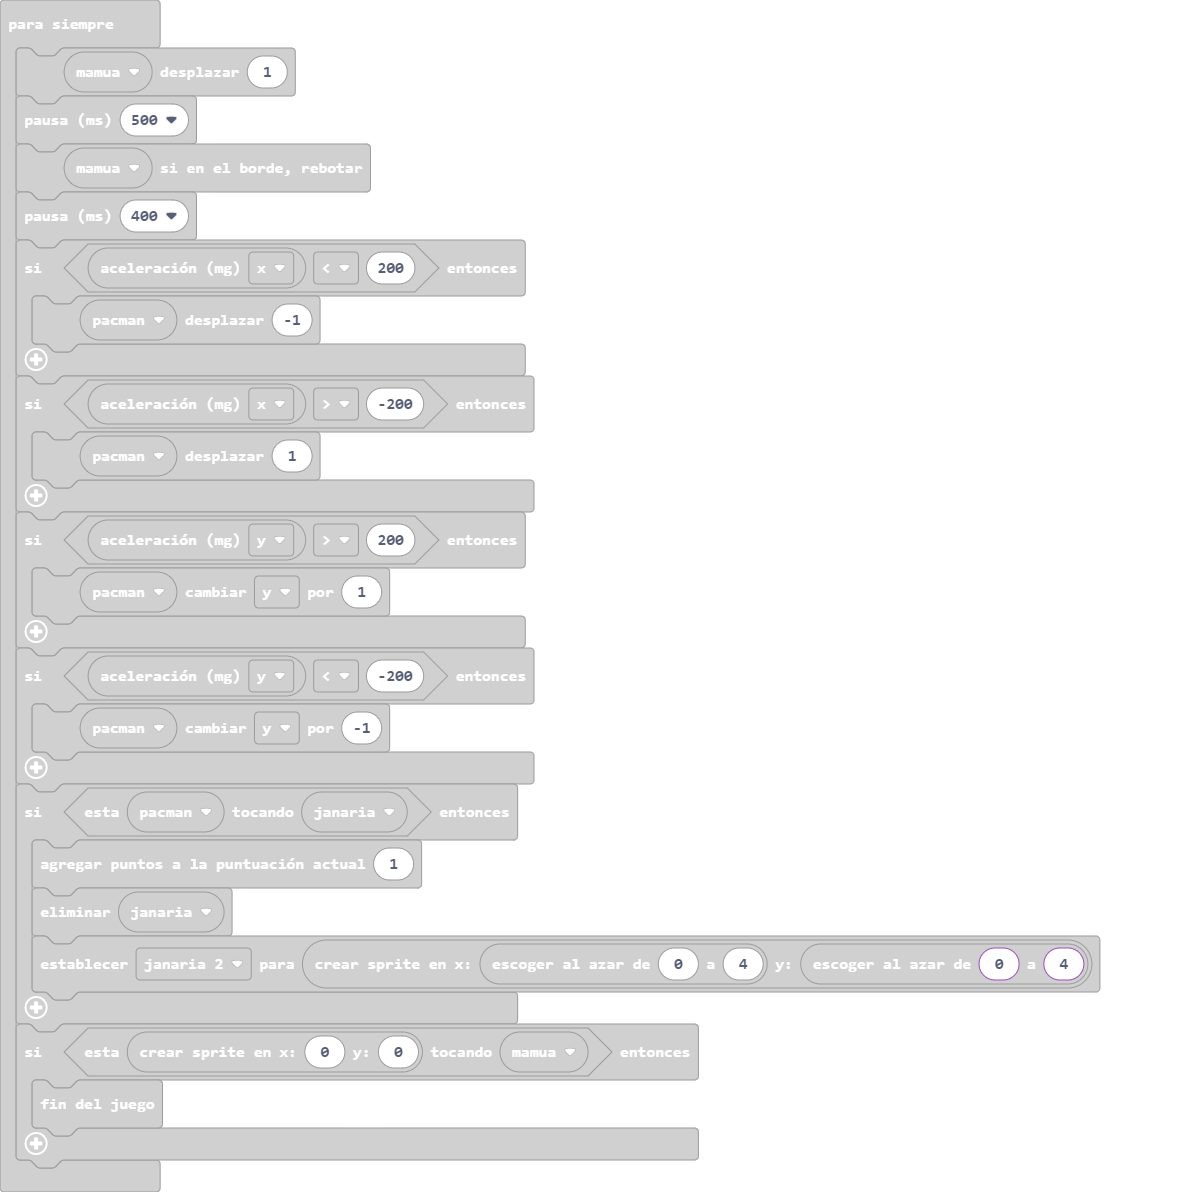 para siempre
mamua desplazar 1
pausa (ms) 500
mamua si en el borde, rebotar
pausa (ms) 400
si aceleración (mg) x < 200 entonces
pacman desplazar -1
si aceleración (mg) x > -200 entonces
pacman desplazar 1
si aceleración (mg) y > 200 entonces
pacman cambiar y por 1
si aceleración (mg) y < -200 entonces
pacman cambiar y por -1
si esta pacman tocando janaria entonces
agregar puntos a la puntuación actual 1
eliminar janaria
establecer janaria 2 para crear sprite en x: escoger al azar de 0 a 4 y: escoger al azar de 0 a 4
si esta crear sprite en x: 0 y: 0 tocando mamua entonces
fin del juego